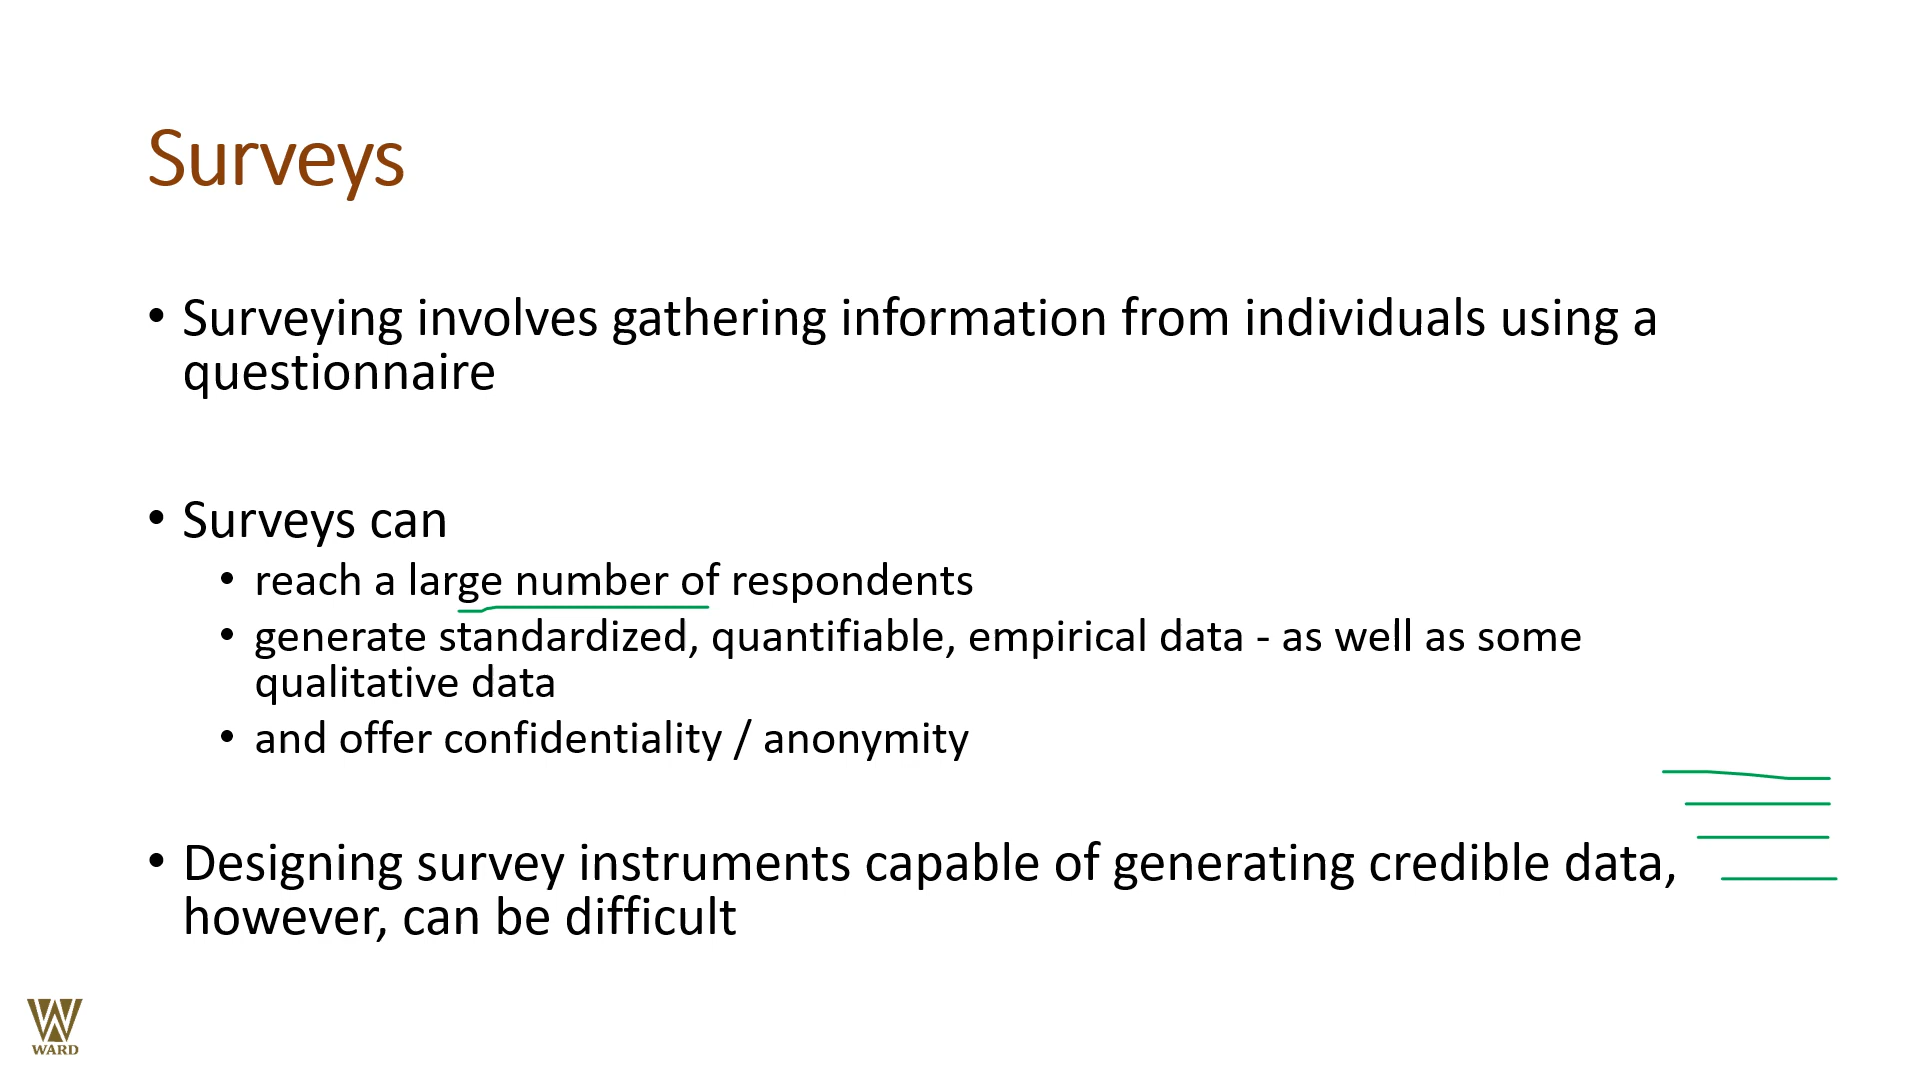 Surveys
• Surveying involves gathering information from individuals using a
questionnaire
• Surveys can
• reach a large number of respondents
• generate standardized, quantifiable, empirical data - as well as some
qualitative data
• and offer confidentiality / anonymity
• Designing survey instruments capable of generating credible data,
however, can be difficult
WARD